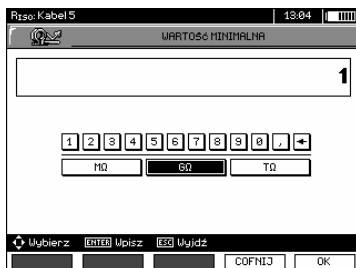 RISO: Kabel 5 13:04
WARTOŚĆ MINIMALNA
1
1 2 3 4 5 6 7 8 9 0 , ←
MΩ GΩ TΩ
Wybierz ENTER Wpisz ESC Wyjdź
COFNIJ OK